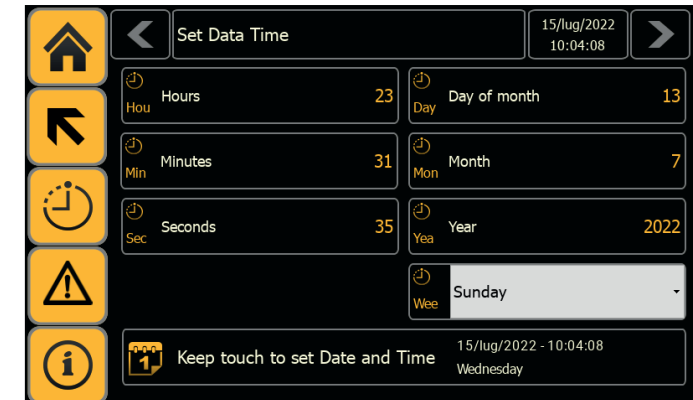 Set Data Time
15/lug/2022
10:04:08
Hou
Hours
23
Day
Day of month
13
Min
Minutes
31
Mon
Month
7
Sec
Seconds
35
Yea
Year
2022
Wee
Sunday
1
Keep touch to set Date and Time
15/lug/2022 - 10:04:08
Wednesday
i